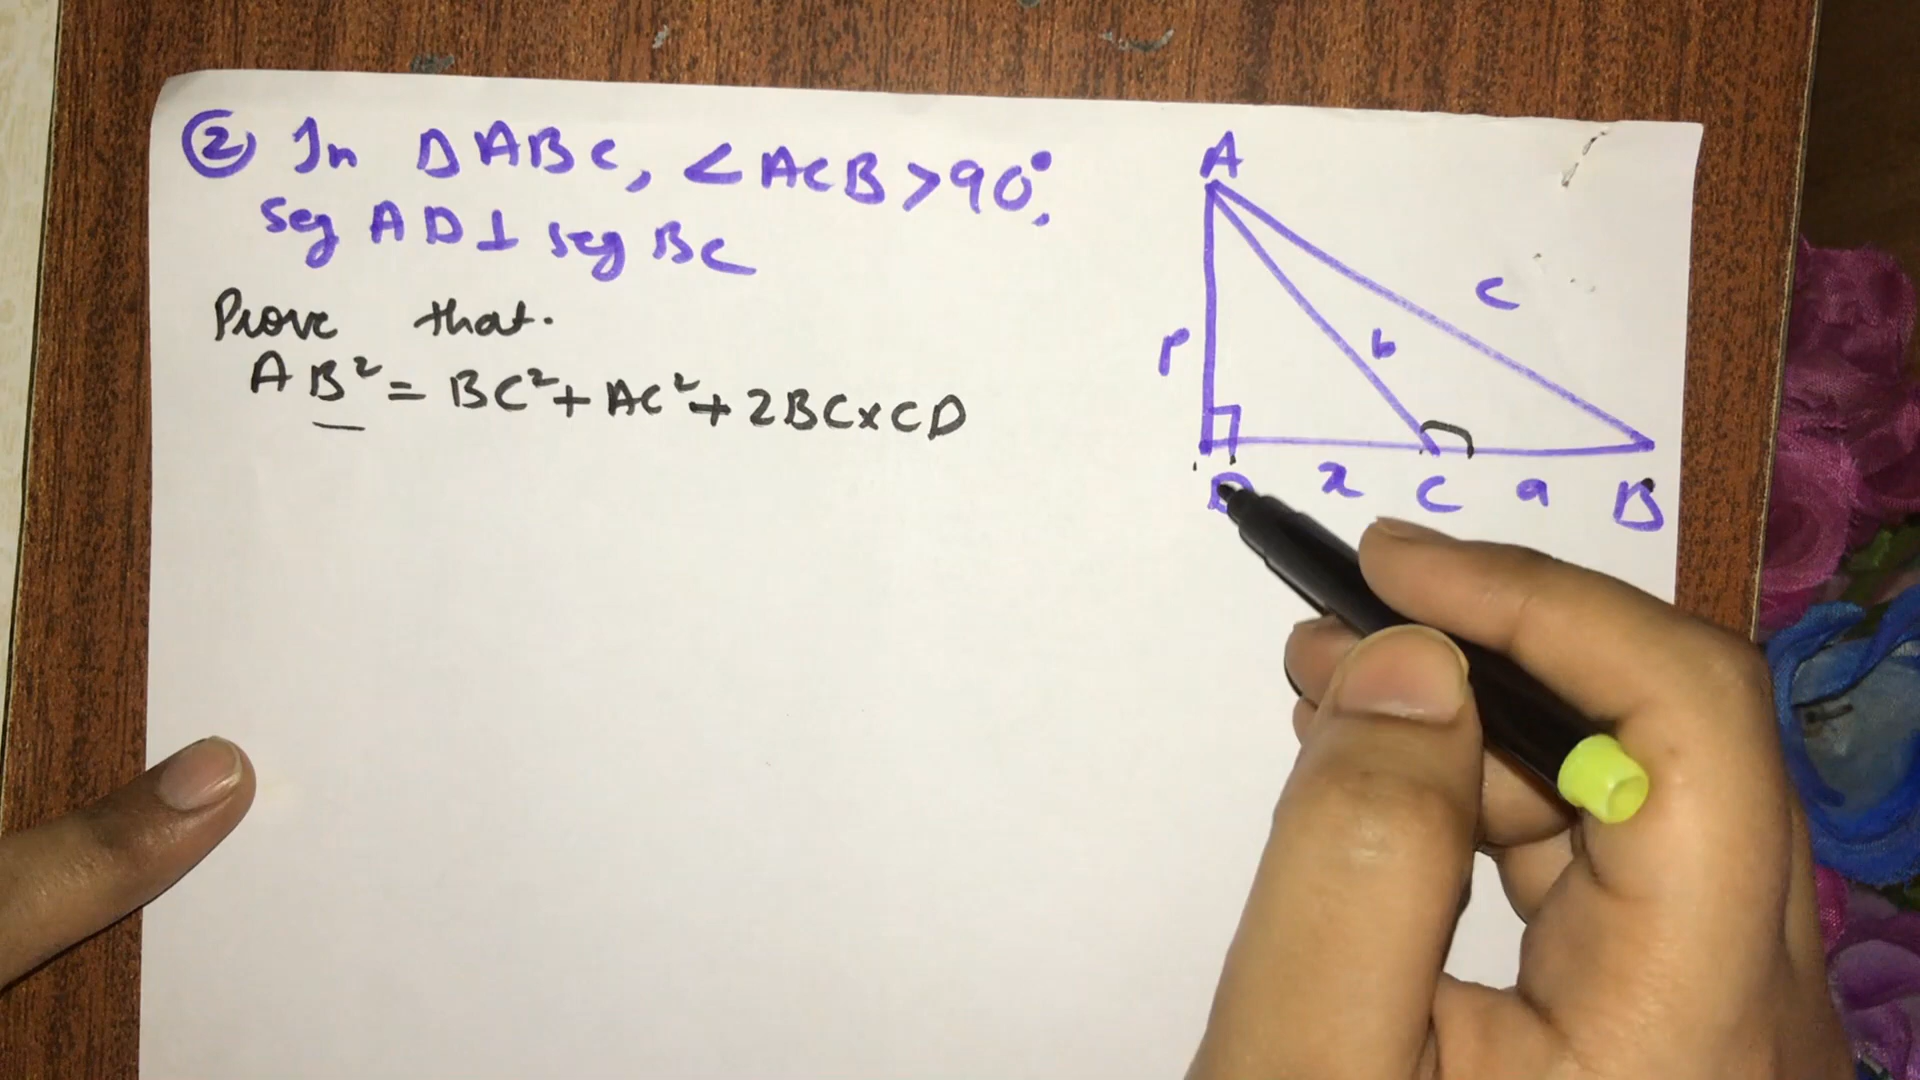 ② In ΔABC, <ACB>90°.
seg AD⊥ seg BC
Prove that.
AB² = BC²+AC²+2BC×CD
A
c
b
P
D x C a B